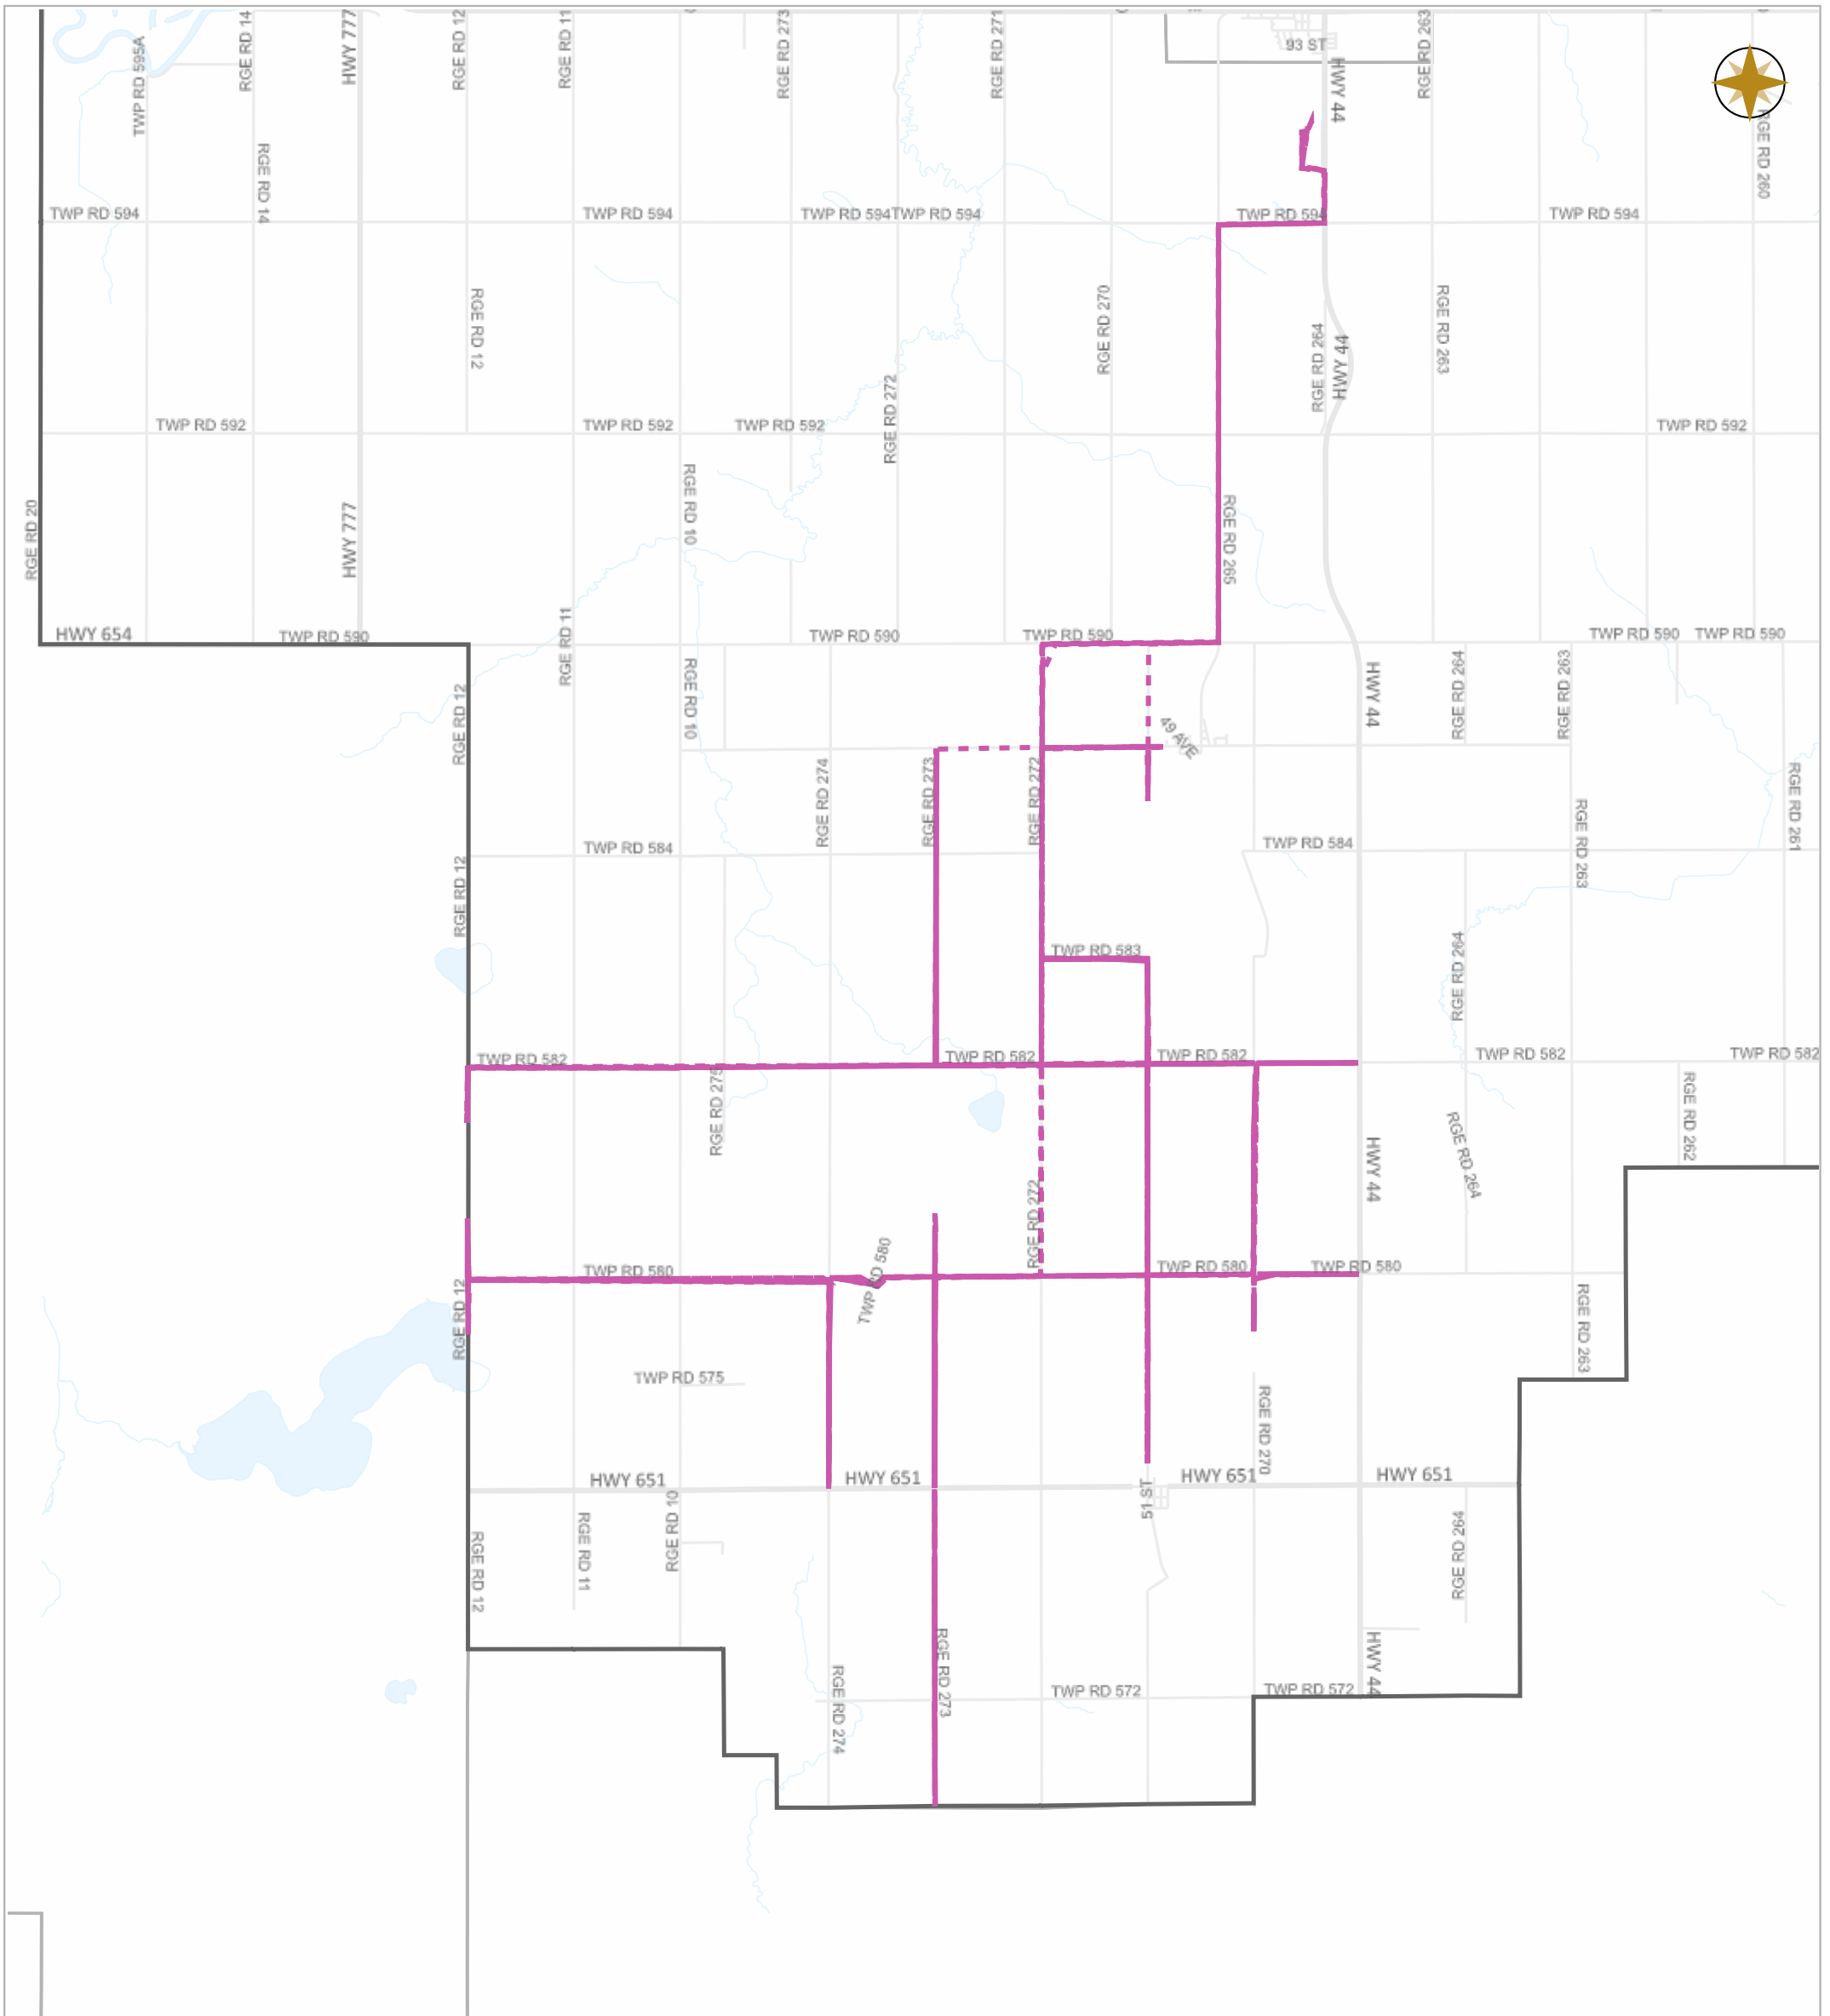 93 ST
RGE RD 14
HWY 777
RGE RD 12
RGE RD 11
RGE RD 273
RGE RD 271
RGE RD 263
TWP RD 595A
HWY 44
RGE RD 260
RGE RD 14
TWP RD 594
TWP RD 594
TWP RD 594
TWP RD 594
TWP RD 594
TWP RD 594
RGE RD 12
RGE RD 270
RGE RD 263
RGE RD 264
HWY 44
RGE RD 272
TWP RD 592
TWP RD 592
TWP RD 592
TWP RD 592
RGE RD 10
RGE RD 20
HWY 777
RGE RD 265
HWY 654
TWP RD 590
RGE RD 11
TWP RD 590
TWP RD 590
TWP RD 590
TWP RD 590
RGE RD 12
RGE RD 10
HWY 44
RGE RD 264
RGE RD 263
49 AVE
RGE RD 274
RGE RD 273
RGE RD 272
RGE RD 261
RGE RD 263
TWP RD 584
TWP RD 584
RGE RD 12
TWP RD 583
RGE RD 264
TWP RD 582
TWP RD 582
TWP RD 582
TWP RD 582
TWP RD 582
RGE RD 275
RGE RD 262
RGE RD 264
HWY 44
RGE RD 272
TWP RD 580
TWP RD 580
TWP RD 580
TWP RD 580
RGE RD 12
RGE RD 263
TWP RD 575
RGE RD 270
HWY 651
HWY 651
HWY 651
HWY 651
51 ST
RGE RD 10
RGE RD 11
RGE RD 12
RGE RD 264
RGE RD 273
HWY 44
RGE RD 274
TWP RD 572
TWP RD 572